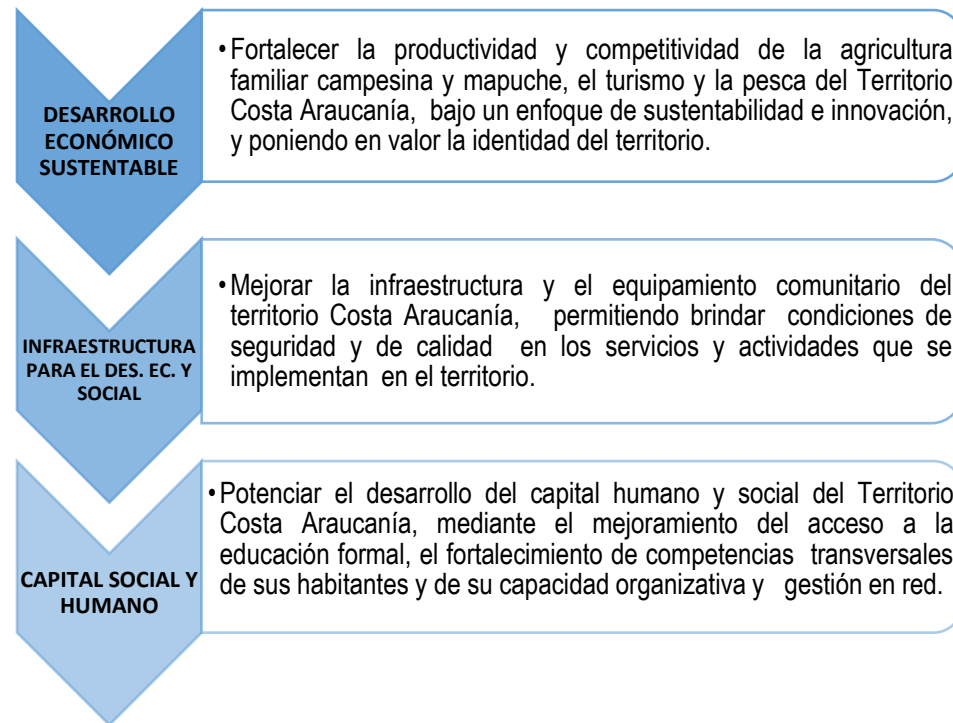 DESARROLLO
ECONÓMICO
SUSTENTABLE
•Fortalecer la productividad y competitividad de la agricultura
familiar campesina y mapuche, el turismo y la pesca del Territorio
Costa Araucanía, bajo un enfoque de sustentabilidad e innovación,
y poniendo en valor la identidad del territorio.
INFRAESTRUCTURA
PARA EL DES. EC. Y
SOCIAL
•Mejorar la infraestructura y el equipamiento comunitario del
territorio Costa Araucanía, permitiendo brindar condiciones de
seguridad y de calidad en los servicios y actividades que se
implementan en el territorio.
CAPITAL SOCIAL Y
HUMANO
•Potenciar el desarrollo del capital humano y social del Territorio
Costa Araucanía, mediante el mejoramiento del acceso a la
educación formal, el fortalecimiento de competencias transversales
de sus habitantes y de su capacidad organizativa y gestión en red.